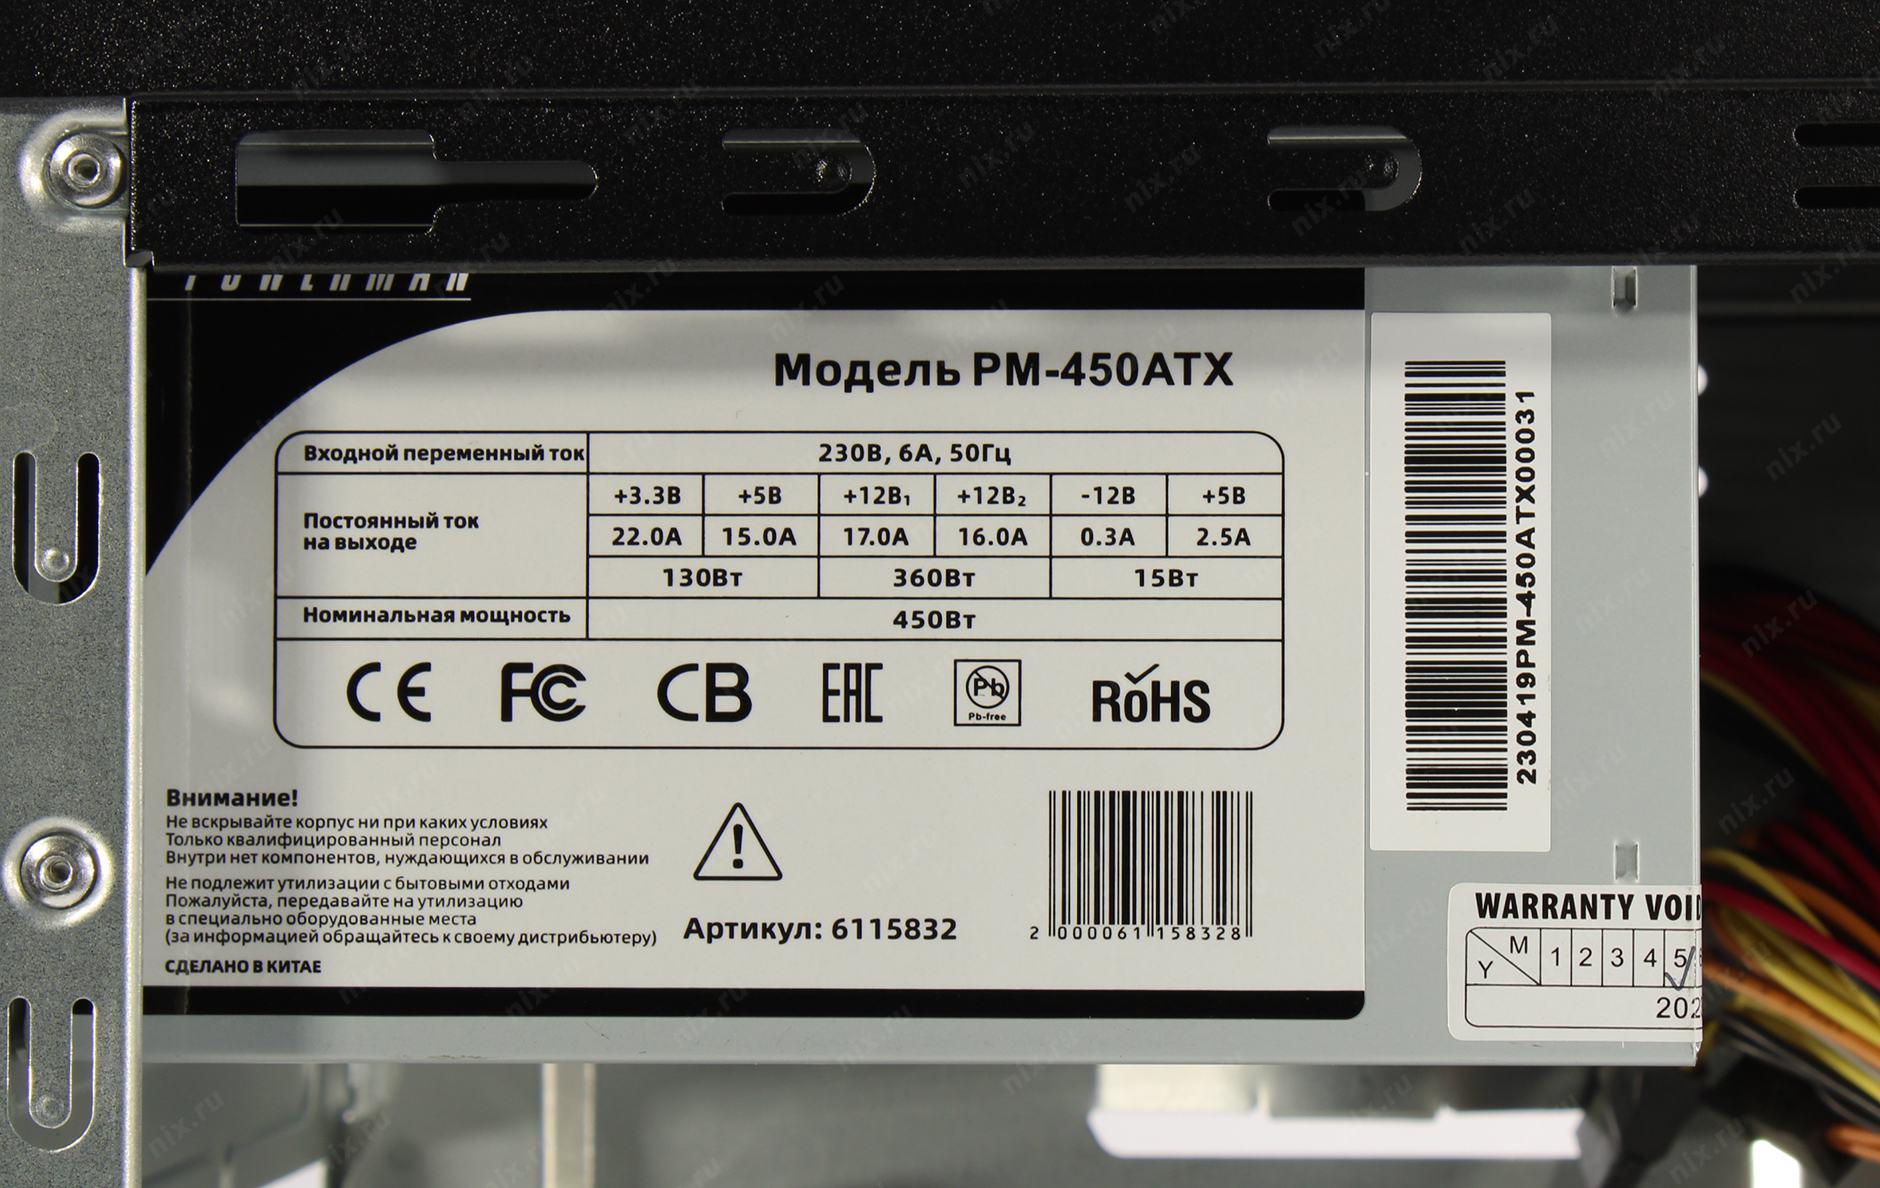 POWERMAN
Модель PM-450ATX
Входной переменный ток 230В, 6А, 50Гц
Постоянный ток на выходе
+3.3В +5В +12В₁ +12В₂ -12В +5В
22.0А 15.0А 17.0А 16.0А 0.3А 2.5А
130Вт 360Вт 15Вт
Номинальная мощность 450Вт
CE FC CB EAC Pb RoHS
Pb-free
Внимание!
Не вскрывайте корпус ни при каких условиях
Только квалифицированный персонал
Внутри нет компонентов, нуждающихся в обслуживании
Не подлежит утилизации с бытовыми отходами
Пожалуйста, передавайте на утилизацию
в специально оборудованные места
(за информацией обращайтесь к своему дистрибьютеру)
СДЕЛАНО В КИТАЕ
Артикул: 6115832
2 000061 158328
230419PM-450ATX00031
WARRANTY VOID
M 1 2 3 4 5
Y
202
nix.ru